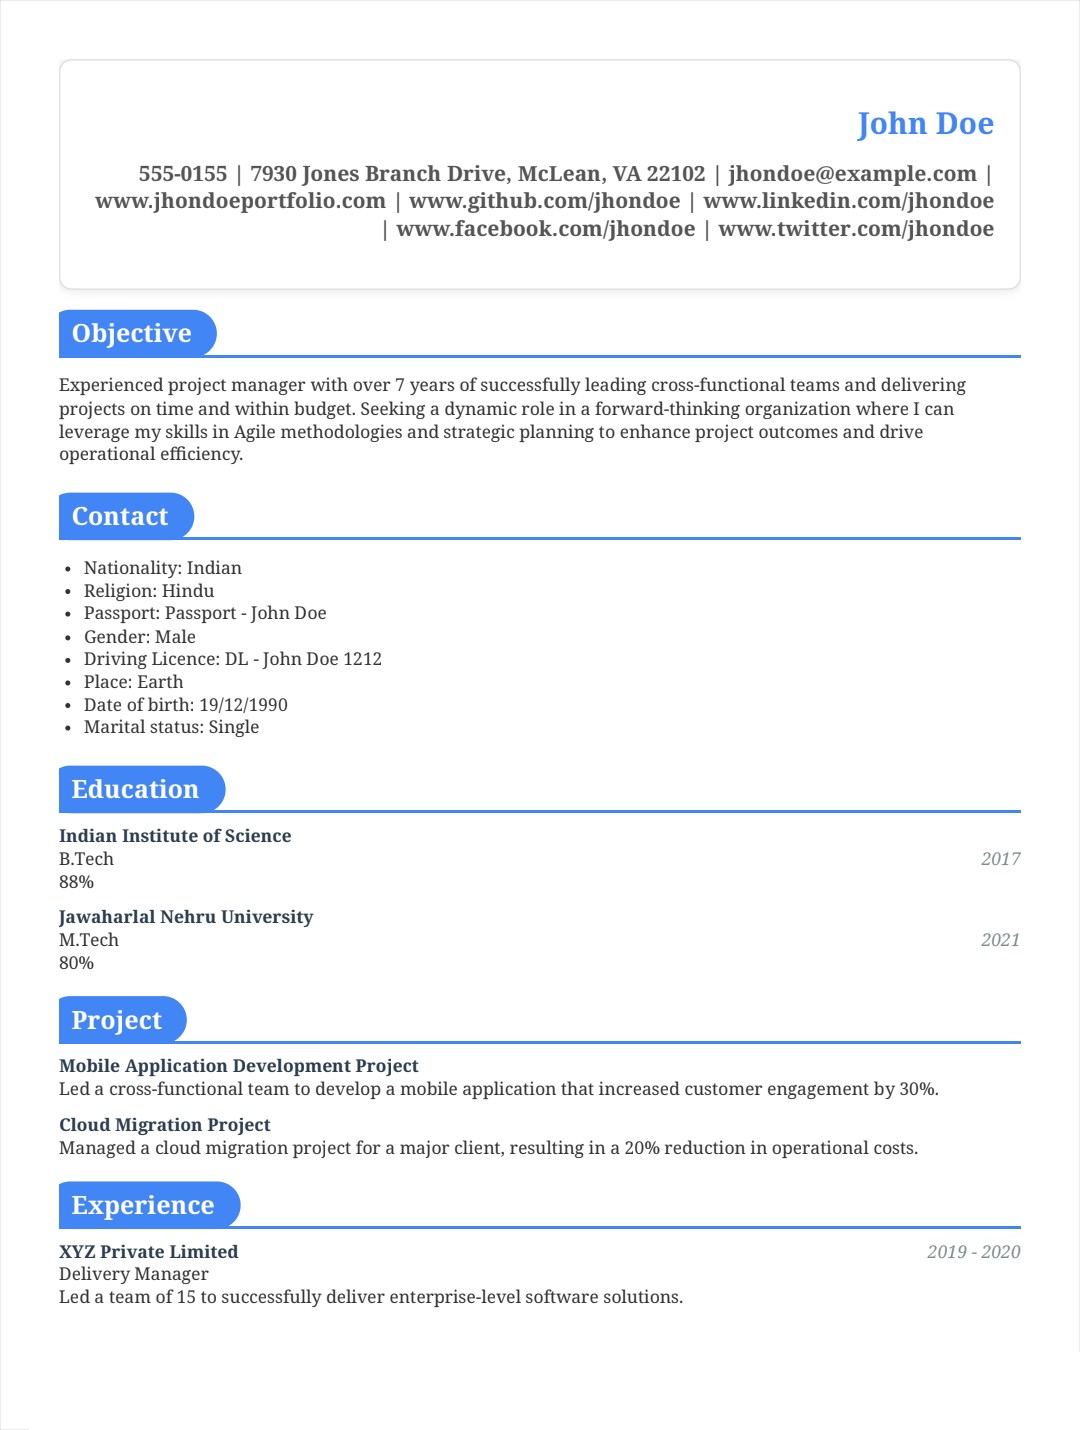 John Doe
555-0155 | 7930 Jones Branch Drive, McLean, VA 22102 | jhondoe@example.com |
www.jhondoeportfolio.com | www.github.com/jhondoe | www.linkedin.com/jhondoe
| www.facebook.com/jhondoe | www.twitter.com/jhondoe
Objective
Experienced project manager with over 7 years of successfully leading cross-functional teams and delivering
projects on time and within budget. Seeking a dynamic role in a forward-thinking organization where I can
leverage my skills in Agile methodologies and strategic planning to enhance project outcomes and drive
operational efficiency.
Contact
• Nationality: Indian
• Religion: Hindu
• Passport: Passport - John Doe
• Gender: Male
• Driving Licence: DL - John Doe 1212
• Place: Earth
• Date of birth: 19/12/1990
• Marital status: Single
Education
Indian Institute of Science
B.Tech 2017
88%
Jawaharlal Nehru University
M.Tech 2021
80%
Project
Mobile Application Development Project
Led a cross-functional team to develop a mobile application that increased customer engagement by 30%.
Cloud Migration Project
Managed a cloud migration project for a major client, resulting in a 20% reduction in operational costs.
Experience
XYZ Private Limited 2019 - 2020
Delivery Manager
Led a team of 15 to successfully deliver enterprise-level software solutions.